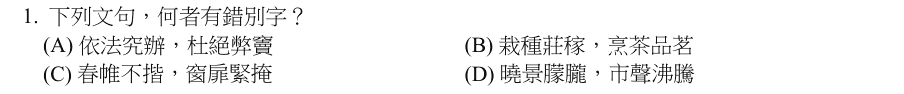 1. 下列文句，何者有錯別字？
(A) 依法究辦，杜絕弊竇 (B) 栽種莊稼，烹茶品茗
(C) 春帷不揩，窗扉緊掩 (D) 曉景朦朧，市聲沸騰